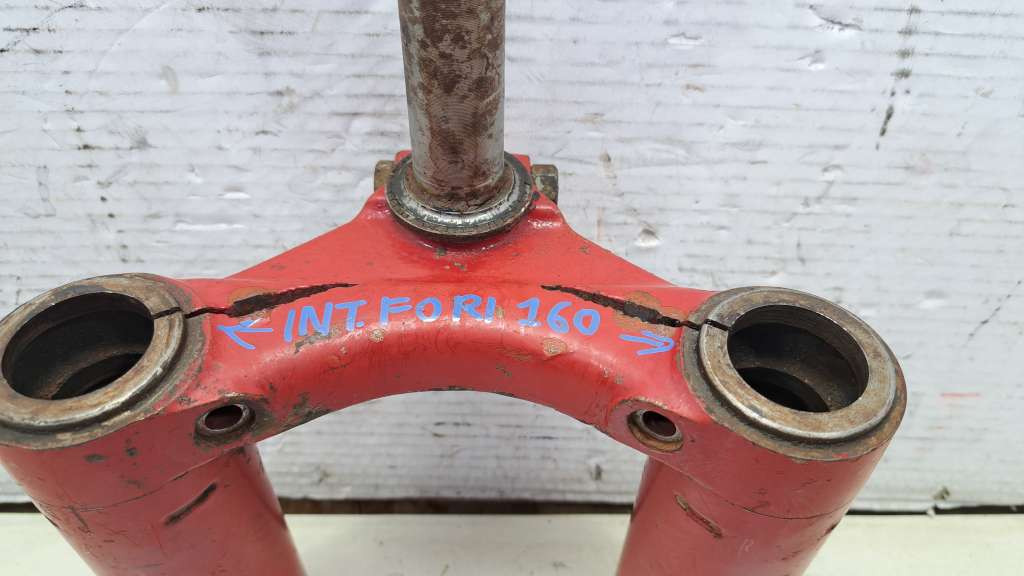 ← INT. FORI 160 →